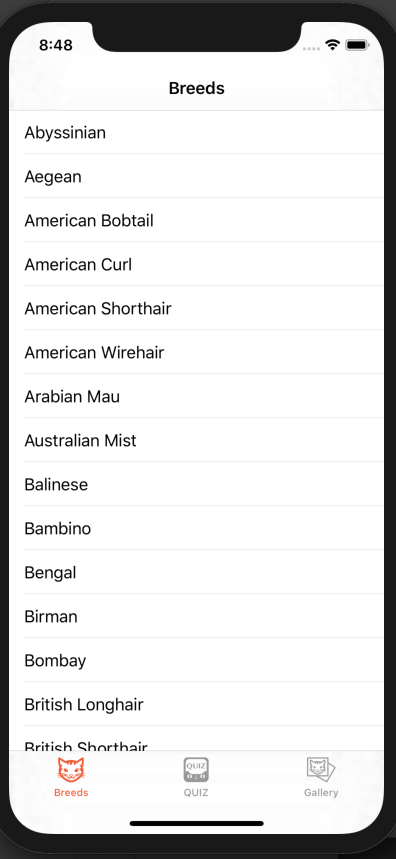 8:48
Breeds
Abyssinian
Aegean
American Bobtail
American Curl
American Shorthair
American Wirehair
Arabian Mau
Australian Mist
Balinese
Bambino
Bengal
Birman
Bombay
British Longhair
British Shorthair
QUIZ
Breeds
QUIZ
Gallery